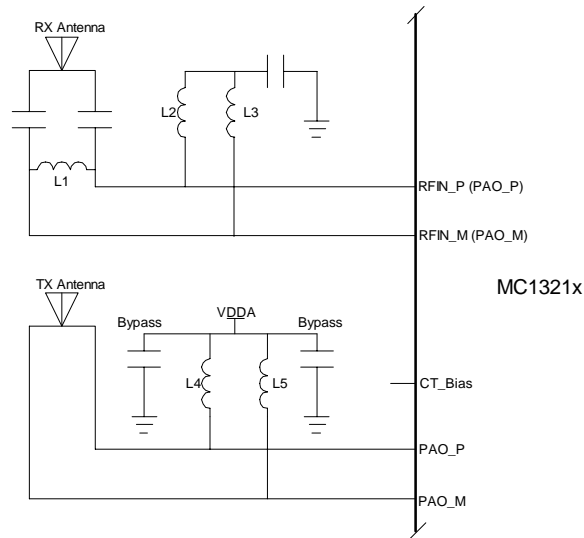 RX Antenna
L2
L3
L1
RFIN_P (PAO_P)
RFIN_M (PAO_M)
MC1321x
TX Antenna
VDDA
Bypass
Bypass
L4
L5
CT_Bias
PAO_P
PAO_M